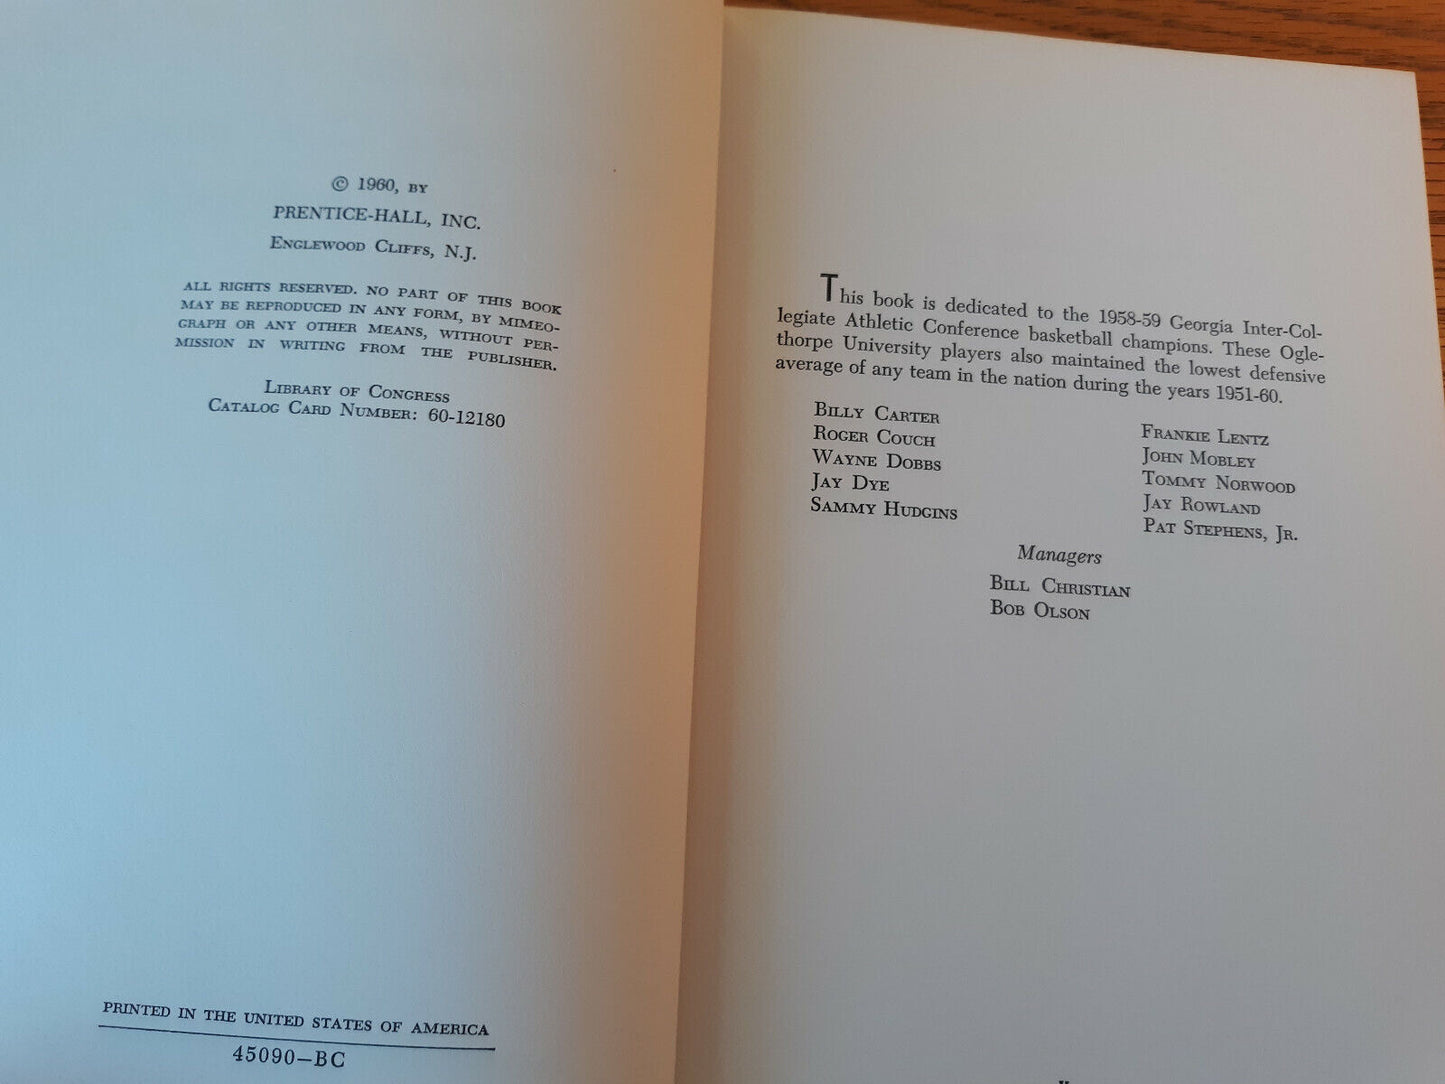 © 1960, BY
PRENTICE-HALL, INC.
ENGLEWOOD CLIFFS, N.J.
ALL RIGHTS RESERVED. NO PART OF THIS BOOK
MAY BE REPRODUCED IN ANY FORM, BY MIMEO-
GRAPH OR ANY OTHER MEANS, WITHOUT PER-
MISSION IN WRITING FROM THE PUBLISHER.
LIBRARY OF CONGRESS
CATALOG CARD NUMBER: 60-12180
PRINTED IN THE UNITED STATES OF AMERICA
45090—BC
This book is dedicated to the 1958-59 Georgia Inter-Col-
legiate Athletic Conference basketball champions. These Ogle-
thorpe University players also maintained the lowest defensive
average of any team in the nation during the years 1951-60.
BILLY CARTER
ROGER COUCH
WAYNE DOBBS
JAY DYE
SAMMY HUDGINS
FRANKIE LENTZ
JOHN MOBLEY
TOMMY NORWOOD
JAY ROWLAND
PAT STEPHENS, JR.
Managers
BILL CHRISTIAN
BOB OLSON